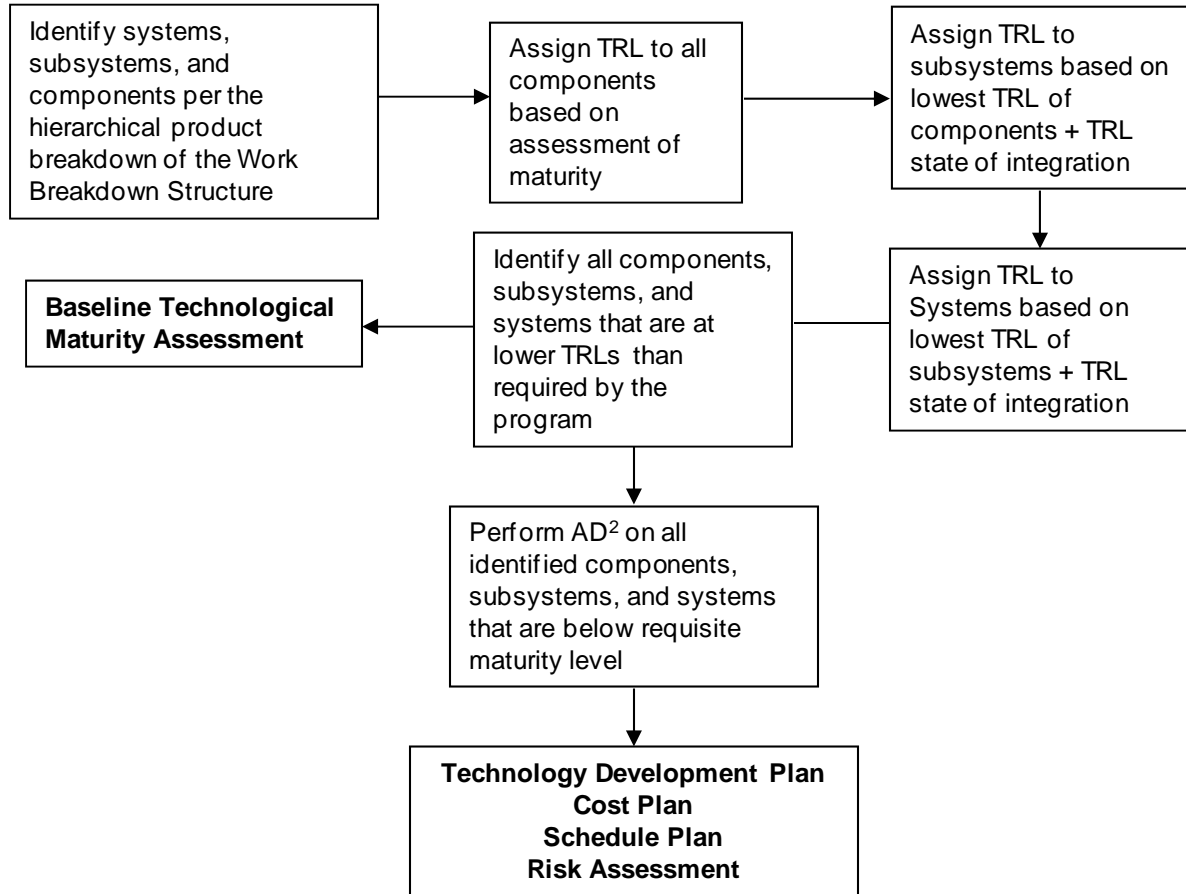 Identify systems,
subsystems, and
components per the
hierarchical product
breakdown of the Work
Breakdown Structure
Assign TRL to all
components
based on
assessment of
maturity
Assign TRL to
subsystems based on
lowest TRL of
components + TRL
state of integration
Assign TRL to
Systems based on
lowest TRL of
subsystems + TRL
state of integration
Identify all components,
subsystems, and
systems that are at
lower TRLs than
required by the
program
Baseline Technological
Maturity Assessment
Perform AD² on all
identified components,
subsystems, and systems
that are below requisite
maturity level
Technology Development Plan
Cost Plan
Schedule Plan
Risk Assessment